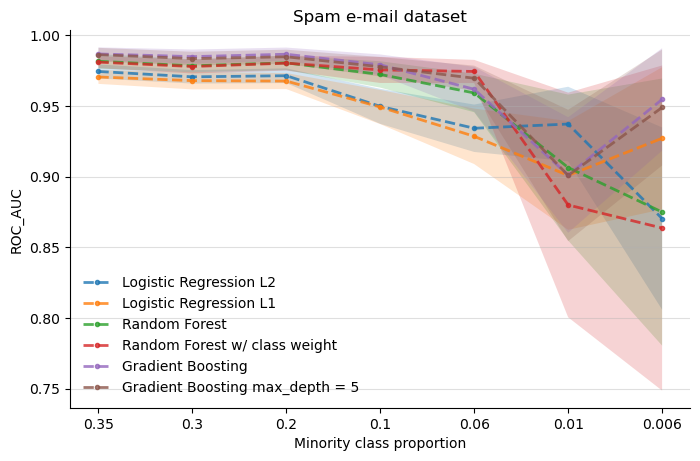 Spam e-mail dataset
1.00
0.95
0.90
0.85
0.80
0.75
ROC_AUC
Logistic Regression L2
Logistic Regression L1
Random Forest
Random Forest w/ class weight
Gradient Boosting
Gradient Boosting max_depth = 5
0.35 0.3 0.2 0.1 0.06 0.01 0.006
Minority class proportion